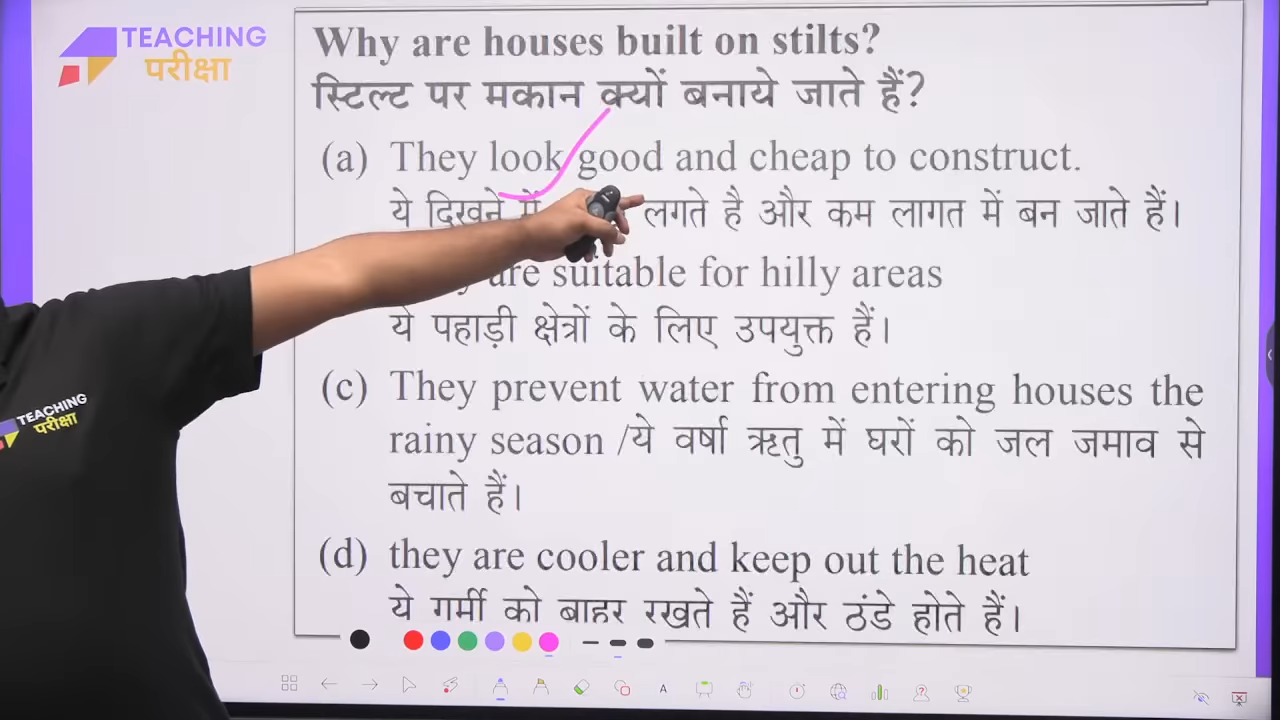 TEACHING
परीक्षा
Why are houses built on stilts?
स्टिल्ट पर मकान क्यों बनाये जाते हैं?
(a) They look good and cheap to construct.
ये दिखने में लगते है और कम लागत में बन जाते हैं।
are suitable for hilly areas
ये पहाड़ी क्षेत्रों के लिए उपयुक्त हैं।
(c) They prevent water from entering houses the
rainy season /ये वर्षा ऋतु में घरों को जल जमाव से
बचाते हैं।
(d) they are cooler and keep out the heat
ये गर्मी को बाहर रखते हैं और ठंडे होते हैं।
A
TEACHING
परीक्षा